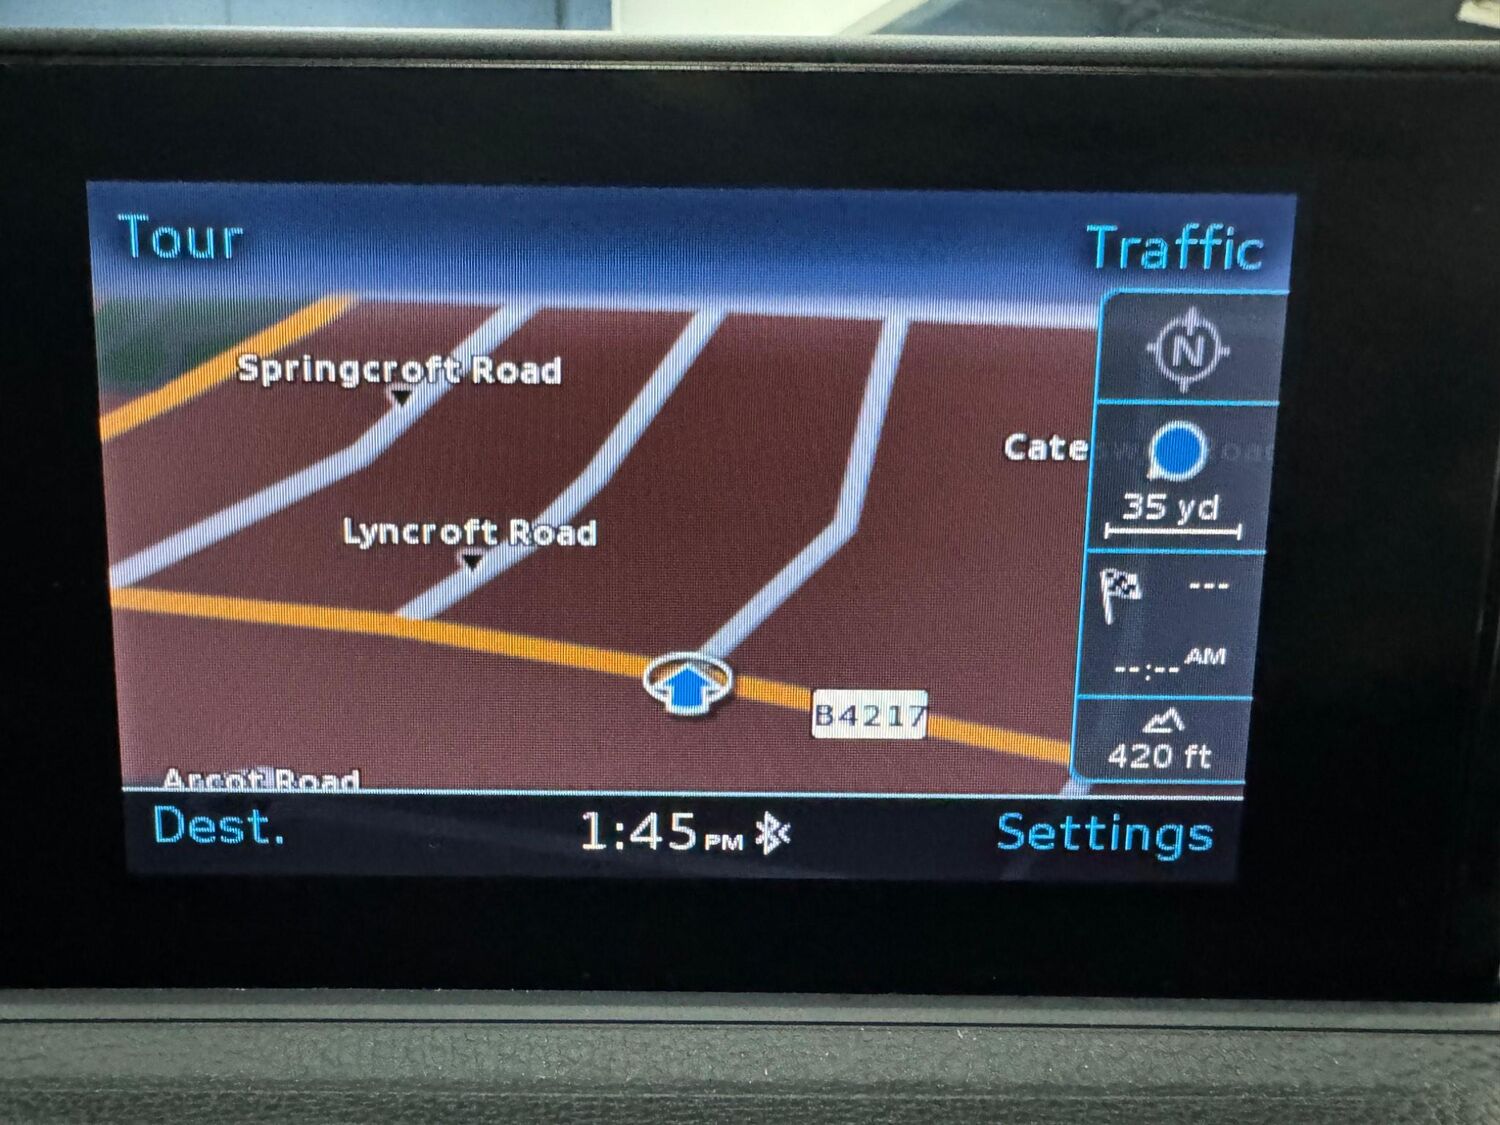 Tour
Traffic
N
Springcroft Road
Cate
35 yd
Lyncroft Road
---
--:-- AM
B4217
420 ft
Road
Dest.
1:45 PM
Settings